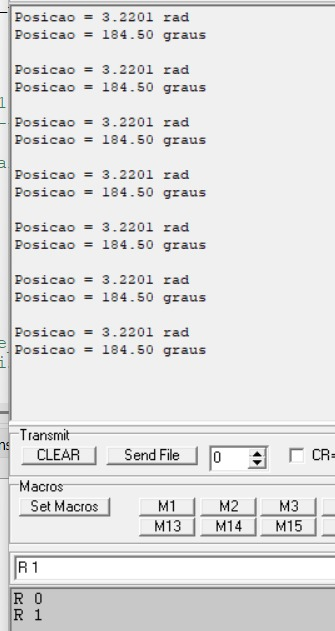 Posicao = 3.2201 rad
Posicao = 184.50 graus
Posicao = 3.2201 rad
Posicao = 184.50 graus
Posicao = 3.2201 rad
Posicao = 184.50 graus
Posicao = 3.2201 rad
Posicao = 184.50 graus
Posicao = 3.2201 rad
Posicao = 184.50 graus
Posicao = 3.2201 rad
Posicao = 184.50 graus
Posicao = 3.2201 rad
Posicao = 184.50 graus
Transmit
CLEAR Send File 0 CR=
Macros
Set Macros M1 M2 M3
M13 M14 M15
R 1
R 0
R 1